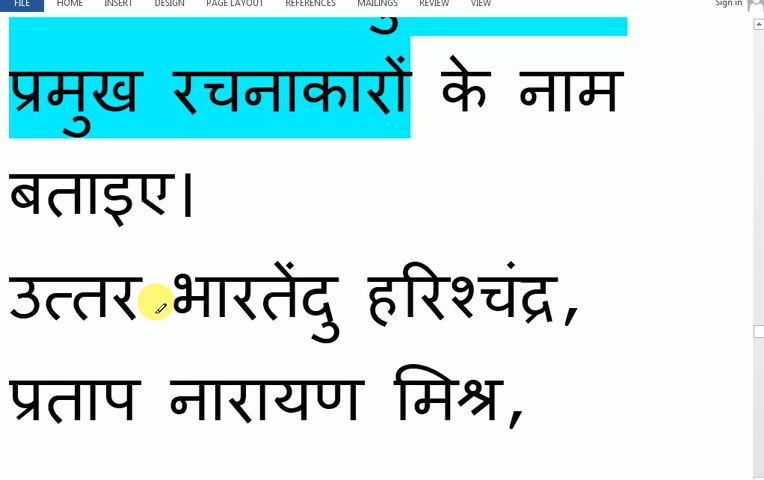 FILE HOME INSERT DESIGN PAGE LAYOUT REFERENCES MAILINGS REVIEW VIEW Sign in
प्रमुख रचनाकारों के नाम
बताइए।
उत्तर भारतेंदु हरिश्चंद्र,
प्रताप नारायण मिश्र,